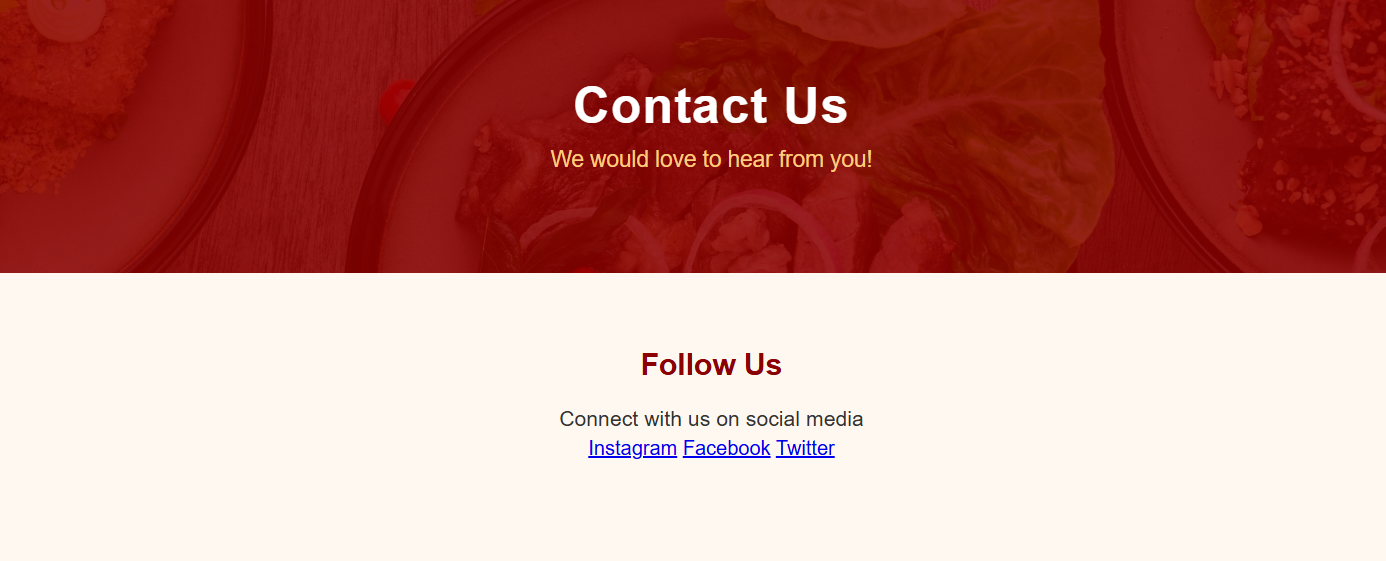 Contact Us
We would love to hear from you!
Follow Us
Connect with us on social media
Instagram Facebook Twitter